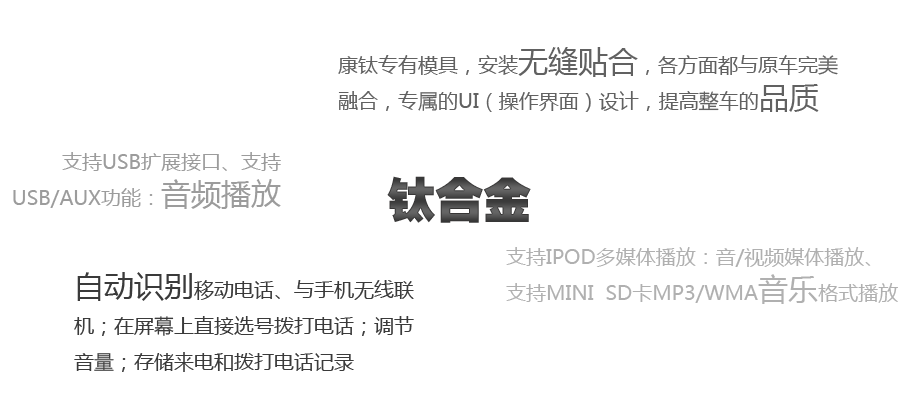 康钛专有模具，安装无缝贴合，各方面都与原车完美
融合，专属的UI（操作界面）设计，提高整车的品质
支持USB扩展接口、支持
USB/AUX功能：音频播放
钛合金
支持IPOD多媒体播放：音/视频媒体播放、
支持MINI SD卡MP3/WMA音乐格式播放
自动识别移动电话、与手机无线联
机；在屏幕上直接选号拨打电话；调节
音量；存储来电和拨打电话记录